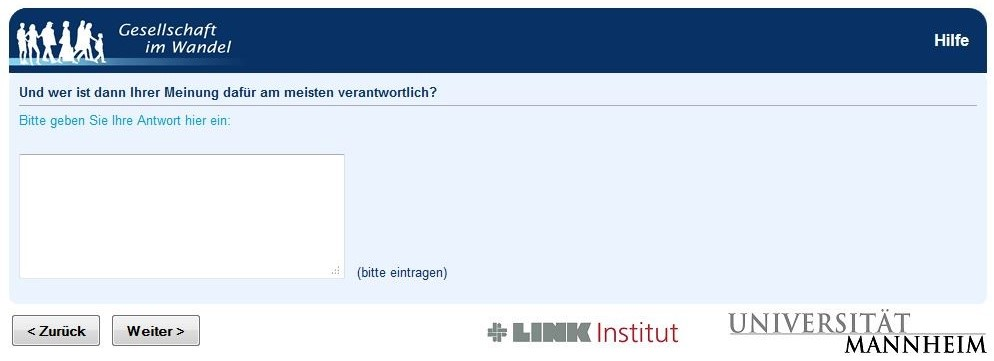 Gesellschaft
im Wandel
Hilfe
Und wer ist dann Ihrer Meinung dafür am meisten verantwortlich?
Bitte geben Sie Ihre Antwort hier ein:
(bitte eintragen)
< Zurück
Weiter >
LINK Institut
UNIVERSITÄT
MANNHEIM